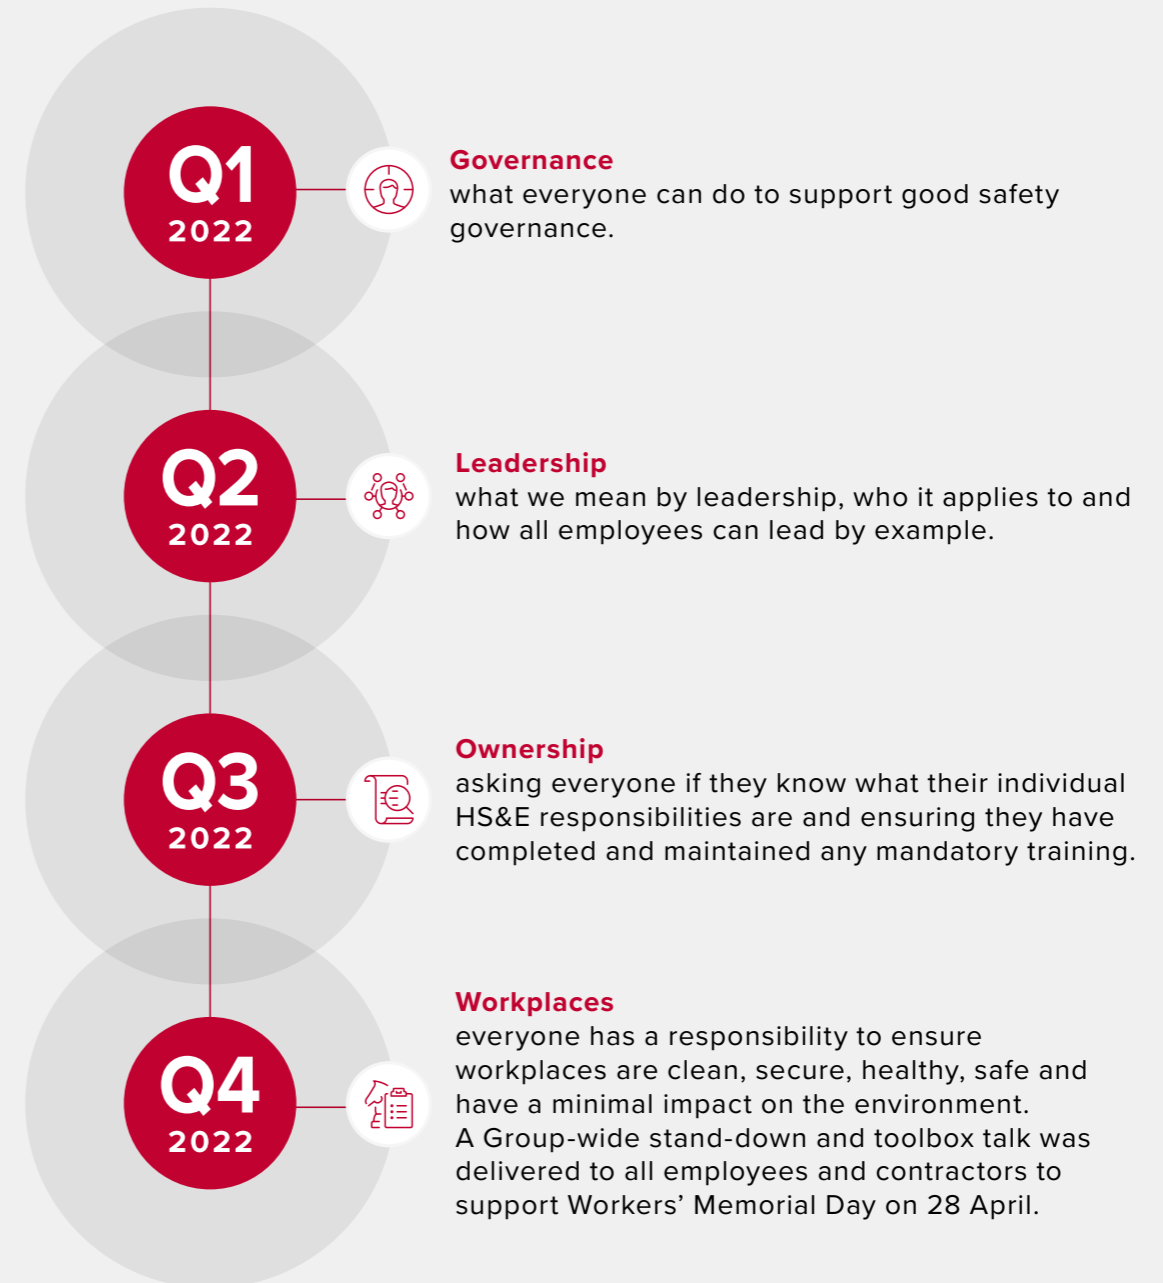 Q1
2022
Governance
what everyone can do to support good safety
governance.
Q2
2022
Leadership
what we mean by leadership, who it applies to and
how all employees can lead by example.
Q3
2022
Ownership
asking everyone if they know what their individual
HS&E responsibilities are and ensuring they have
completed and maintained any mandatory training.
Q4
2022
Workplaces
everyone has a responsibility to ensure
workplaces are clean, secure, healthy, safe and
have a minimal impact on the environment.
A Group-wide stand-down and toolbox talk was
delivered to all employees and contractors to
support Workers’ Memorial Day on 28 April.